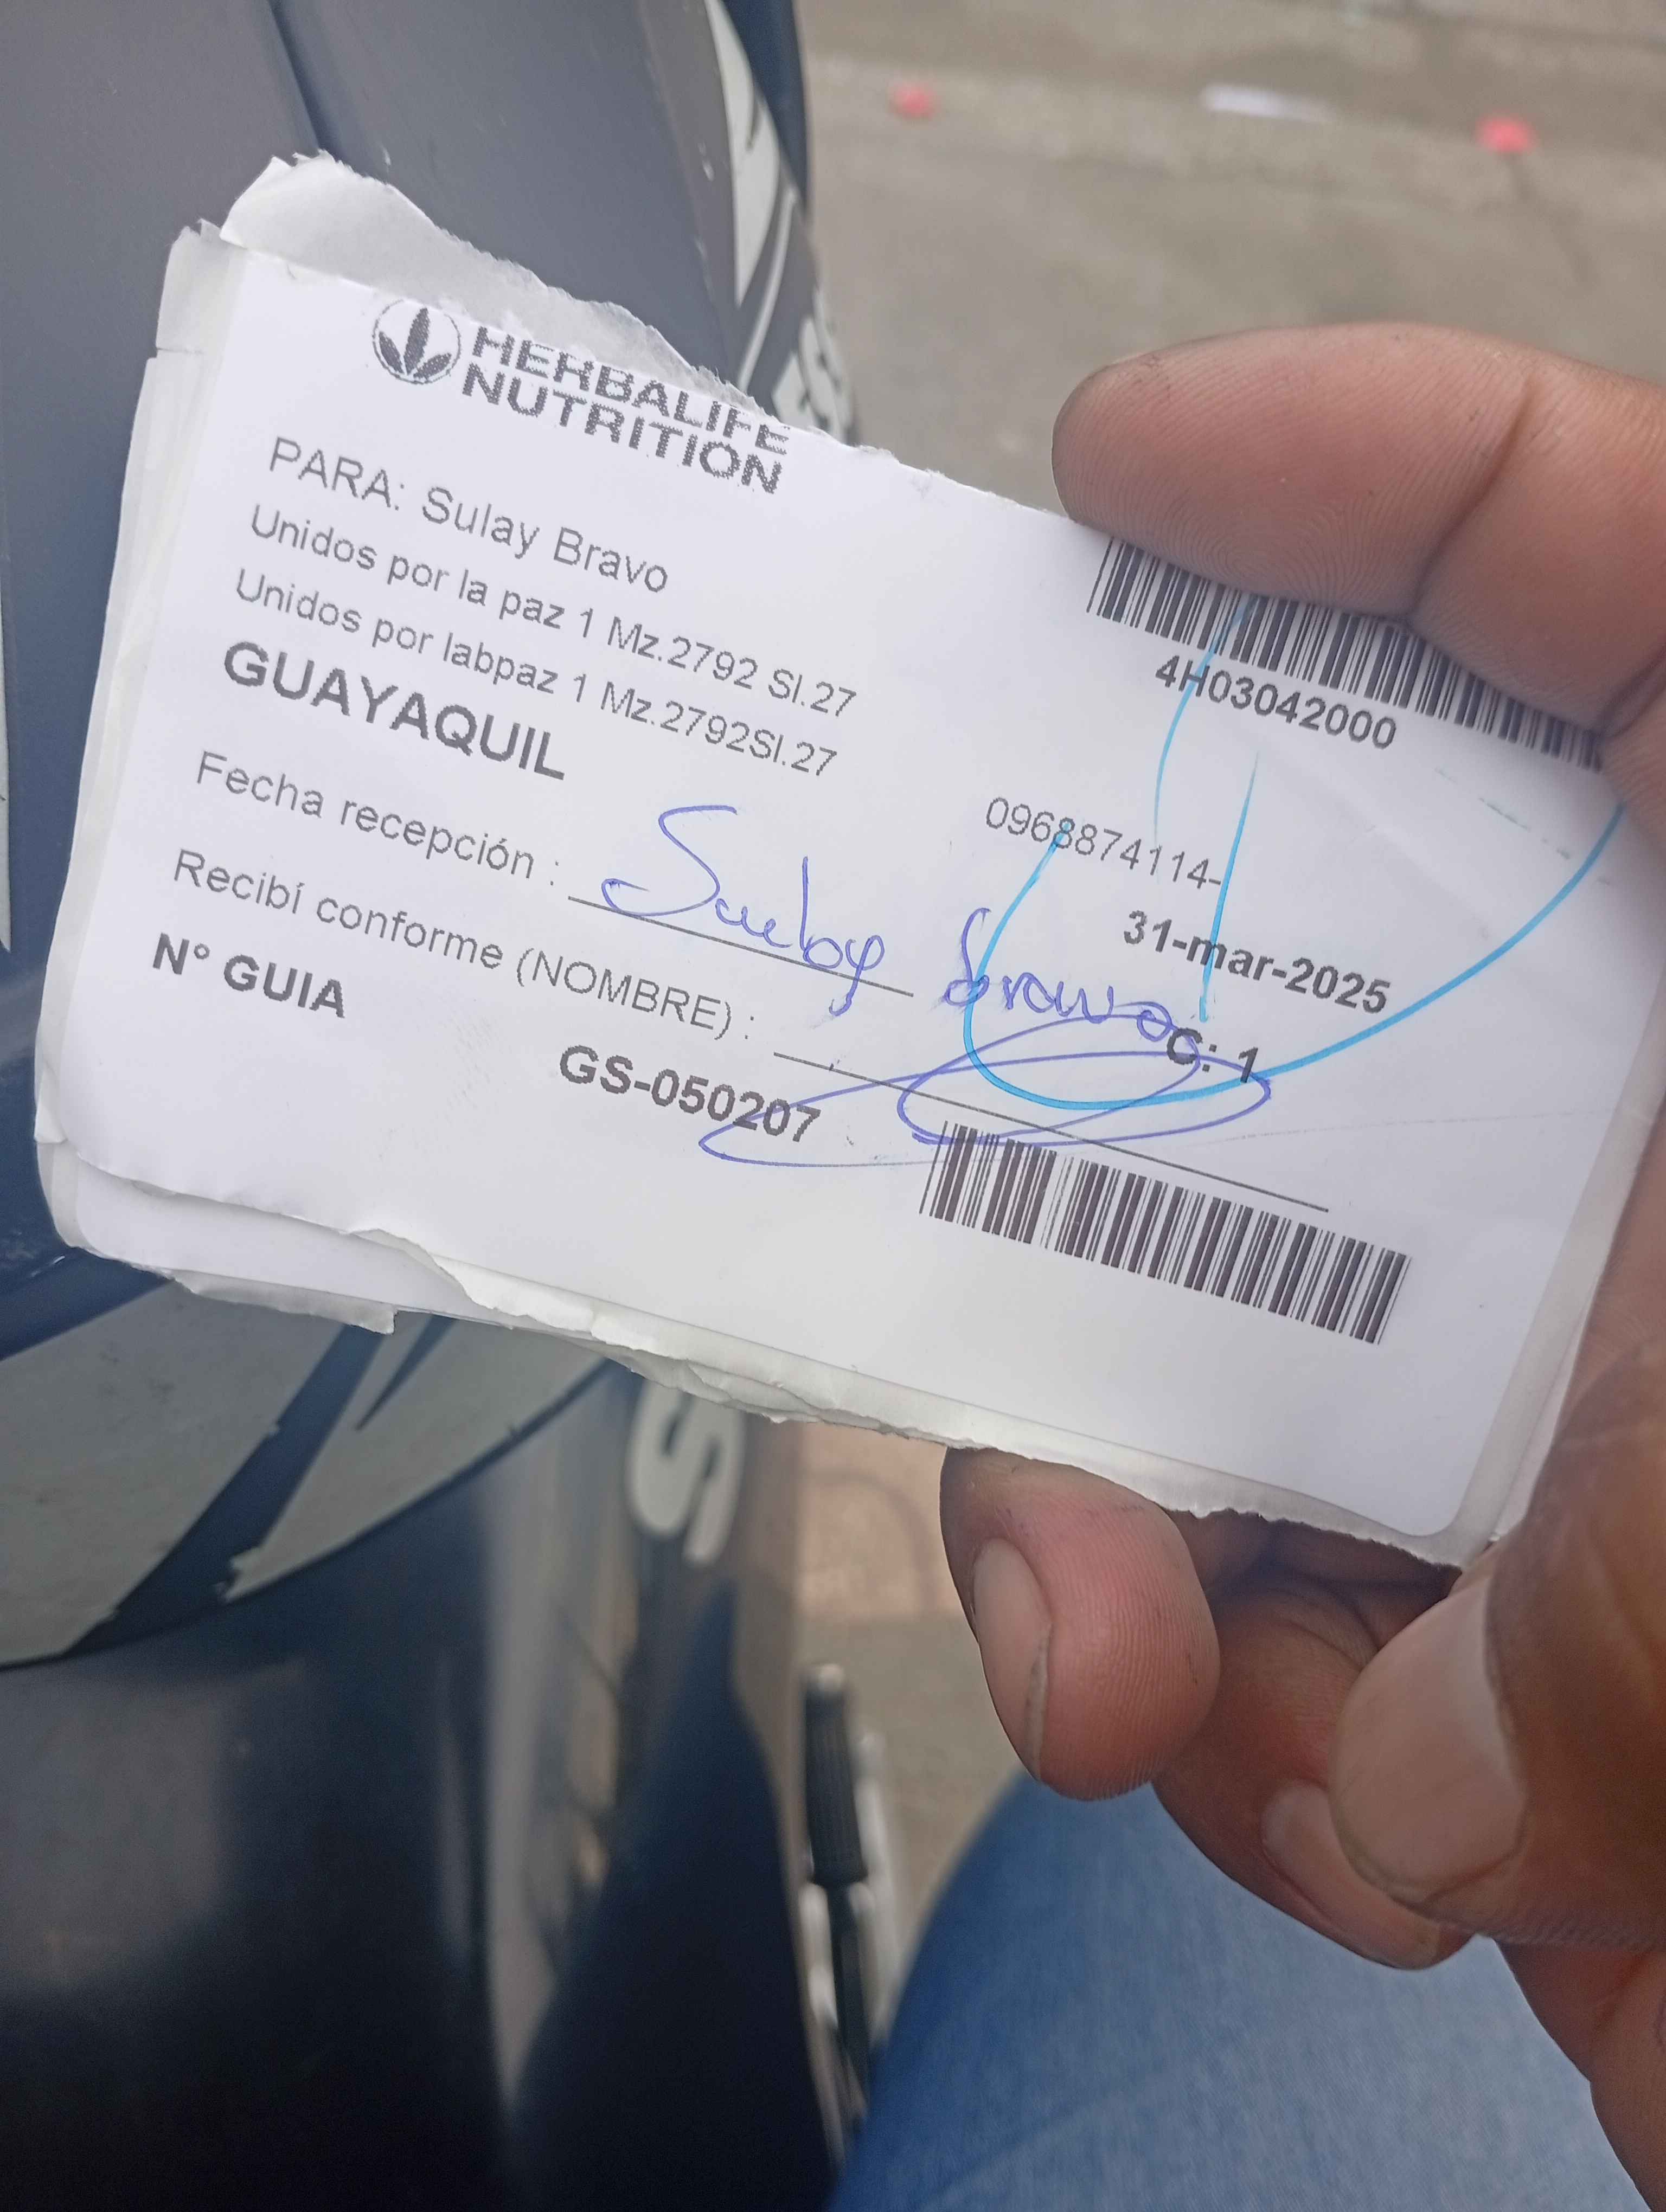 HERBALIFE
NUTRITION
PARA: Sulay Bravo
Unidos por la paz 1 Mz.2792 Sl.27
Unidos por labpaz 1 Mz.2792Sl.27
GUAYAQUIL
4H03042000
0968874114-
31-mar-2025
Fecha recepción :
Bravo
C: 1
Recibí conforme (NOMBRE) :
N° GUIA
GS-050207
S